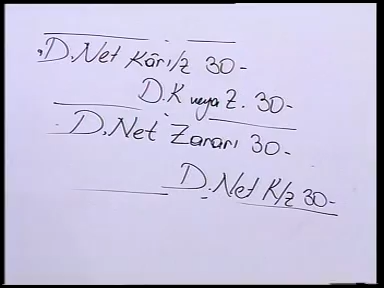 D.Net Kârı/z 30-
D.K veya Z. 30-
D.Net Zararı 30-
D.Net K/z 30-